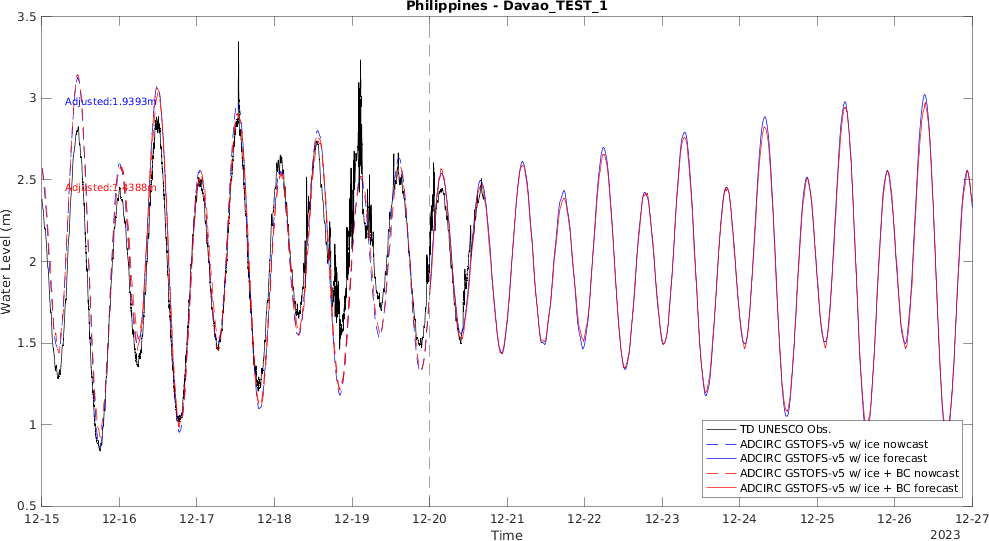 Philippines - Davao_TEST_1
3.5
3
2.5
2
1.5
1
0.5
Water Level (m)
Adjusted:1.9393m
TD UNESCO Obs.
ADCIRC GSTOFS-v5 w/ ice nowcast
ADCIRC GSTOFS-v5 w/ ice forecast
ADCIRC GSTOFS-v5 w/ ice + BC nowcast
ADCIRC GSTOFS-v5 w/ ice + BC forecast
12-15 12-16 12-17 12-18 12-19 12-20 12-21 12-22 12-23 12-24 12-25 12-26 12-27
Time
2023